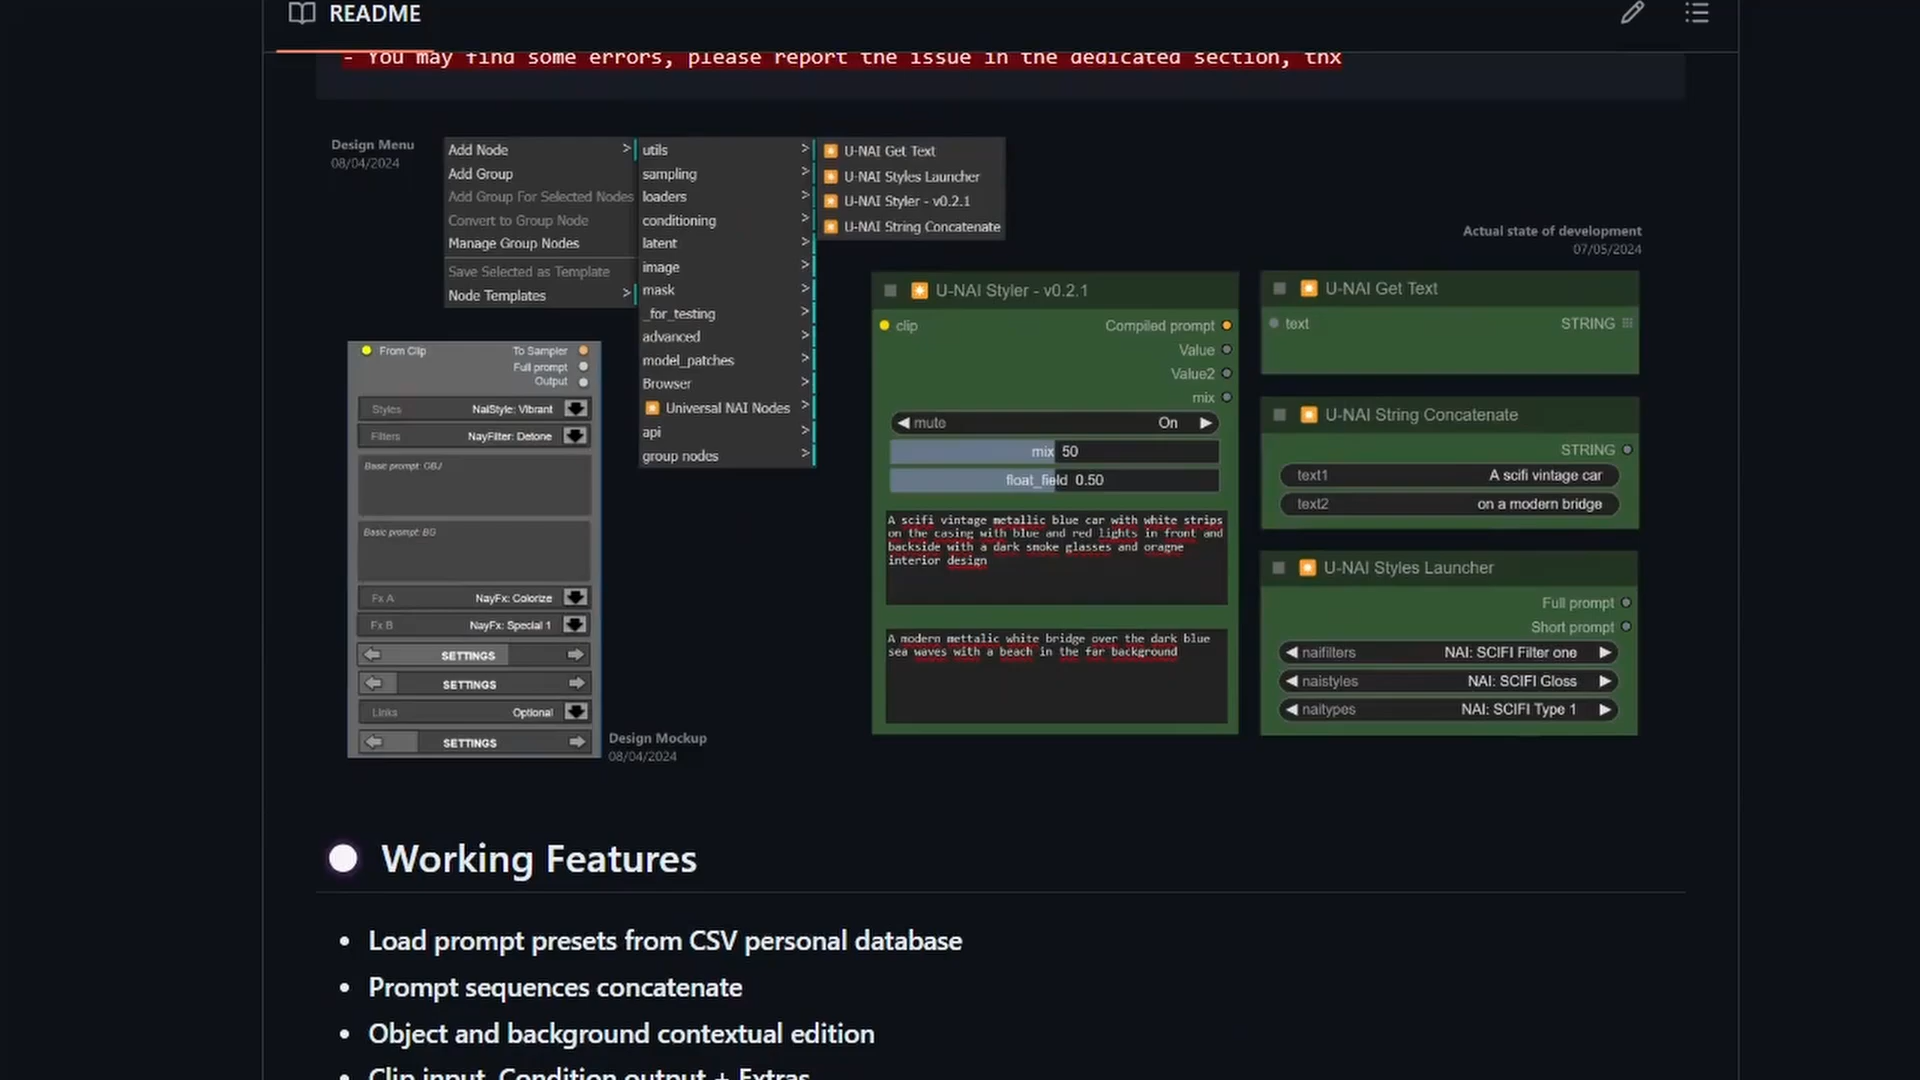 README
- You may find some errors, please report the issue in the dedicated section, thx
Design Menu
08/04/2024
Add Node >
Add Group
Add Group For Selected Nodes
Convert to Group Node
Manage Group Nodes
Save Selected as Template
Node Templates >
utils >
sampling >
loaders >
conditioning >
latent >
image >
mask >
_for_testing >
advanced >
model_patches >
Browser >
Universal NAI Nodes >
api >
group nodes >
U-NAI Get Text
U-NAI Styles Launcher
U-NAI Styler - v0.2.1
U-NAI String Concatenate
Actual state of development
07/05/2024
From Clip To Sampler
Full prompt
Output
Styles NaiStyle: Vibrant
Filters NayFilter: Detone
Basic prompt: OBJ
Basic prompt: BG
Fx A NayFx: Colorize
Fx B NayFx: Special 1
SETTINGS
SETTINGS
Links Optional
SETTINGS
Design Mockup
08/04/2024
U-NAI Styler - v0.2.1
clip Compiled prompt
Value
Value2
mix
mute On
mix 50
float_field 0.50
A scifi vintage metallic blue car with white strips
on the casing with blue and red lights in front and
backside with a dark smoke glasses and oragne
interior design
A modern mettalic white bridge over the dark blue
sea waves with a beach in the far background
U-NAI Get Text
text STRING
U-NAI String Concatenate
STRING
text1 A scifi vintage car
text2 on a modern bridge
U-NAI Styles Launcher
Full prompt
Short prompt
naifilters NAI: SCIFI Filter one
naistyles NAI: SCIFI Gloss
naitypes NAI: SCIFI Type 1
Working Features
• Load prompt presets from CSV personal database
• Prompt sequences concatenate
• Object and background contextual edition
• Clip input, Condition output + Extras